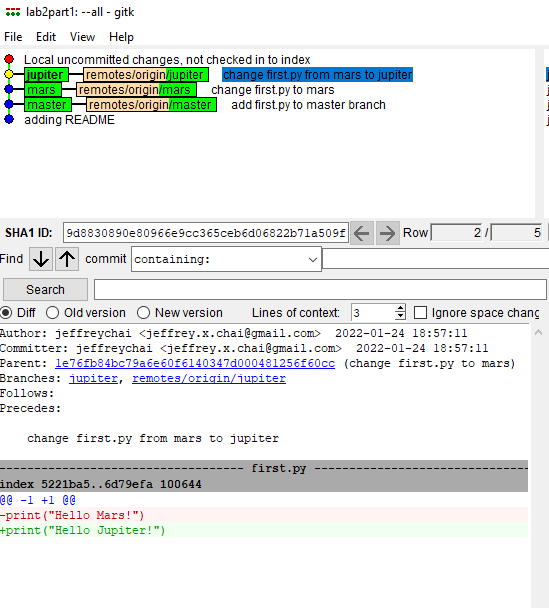 lab2part1: --all - gitk
File Edit View Help
Local uncommitted changes, not checked in to index
jupiter remotes/origin/jupiter change first.py from mars to jupiter
mars remotes/origin/mars change first.py to mars
master remotes/origin/master add first.py to master branch
adding README
SHA1 ID: 9d8830890e80966e9cc365ceb6d06822b71a509f Row 2 / 5
Find commit containing:
Search
Diff Old version New version Lines of context: 3 Ignore space chang
Author: jeffreychai <jeffrey.x.chai@gmail.com> 2022-01-24 18:57:11
Committer: jeffreychai <jeffrey.x.chai@gmail.com> 2022-01-24 18:57:11
Parent: 1e76fb84bc79a6e60f6140347d000481256f60cc (change first.py to mars)
Branches: jupiter, remotes/origin/jupiter
Follows:
Precedes:
change first.py from mars to jupiter
first.py
index 5221ba5..6d79efa 100644
@@ -1 +1 @@
-print("Hello Mars!")
+print("Hello Jupiter!")